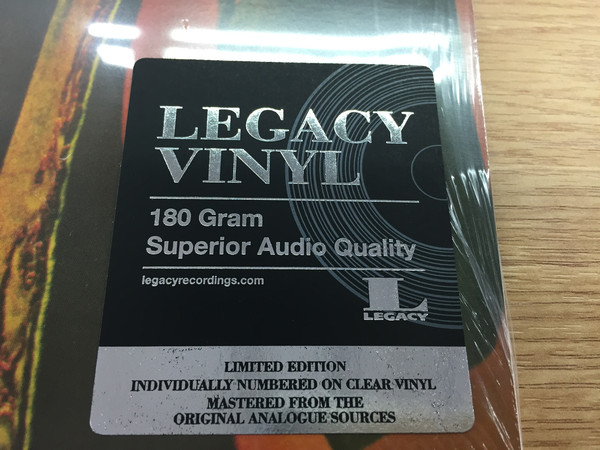 LEGACY
VINYL
180 Gram
Superior Audio Quality
legacyrecordings.com
L
LEGACY
LIMITED EDITION
INDIVIDUALLY NUMBERED ON CLEAR VINYL
MASTERED FROM THE
ORIGINAL ANALOGUE SOURCES